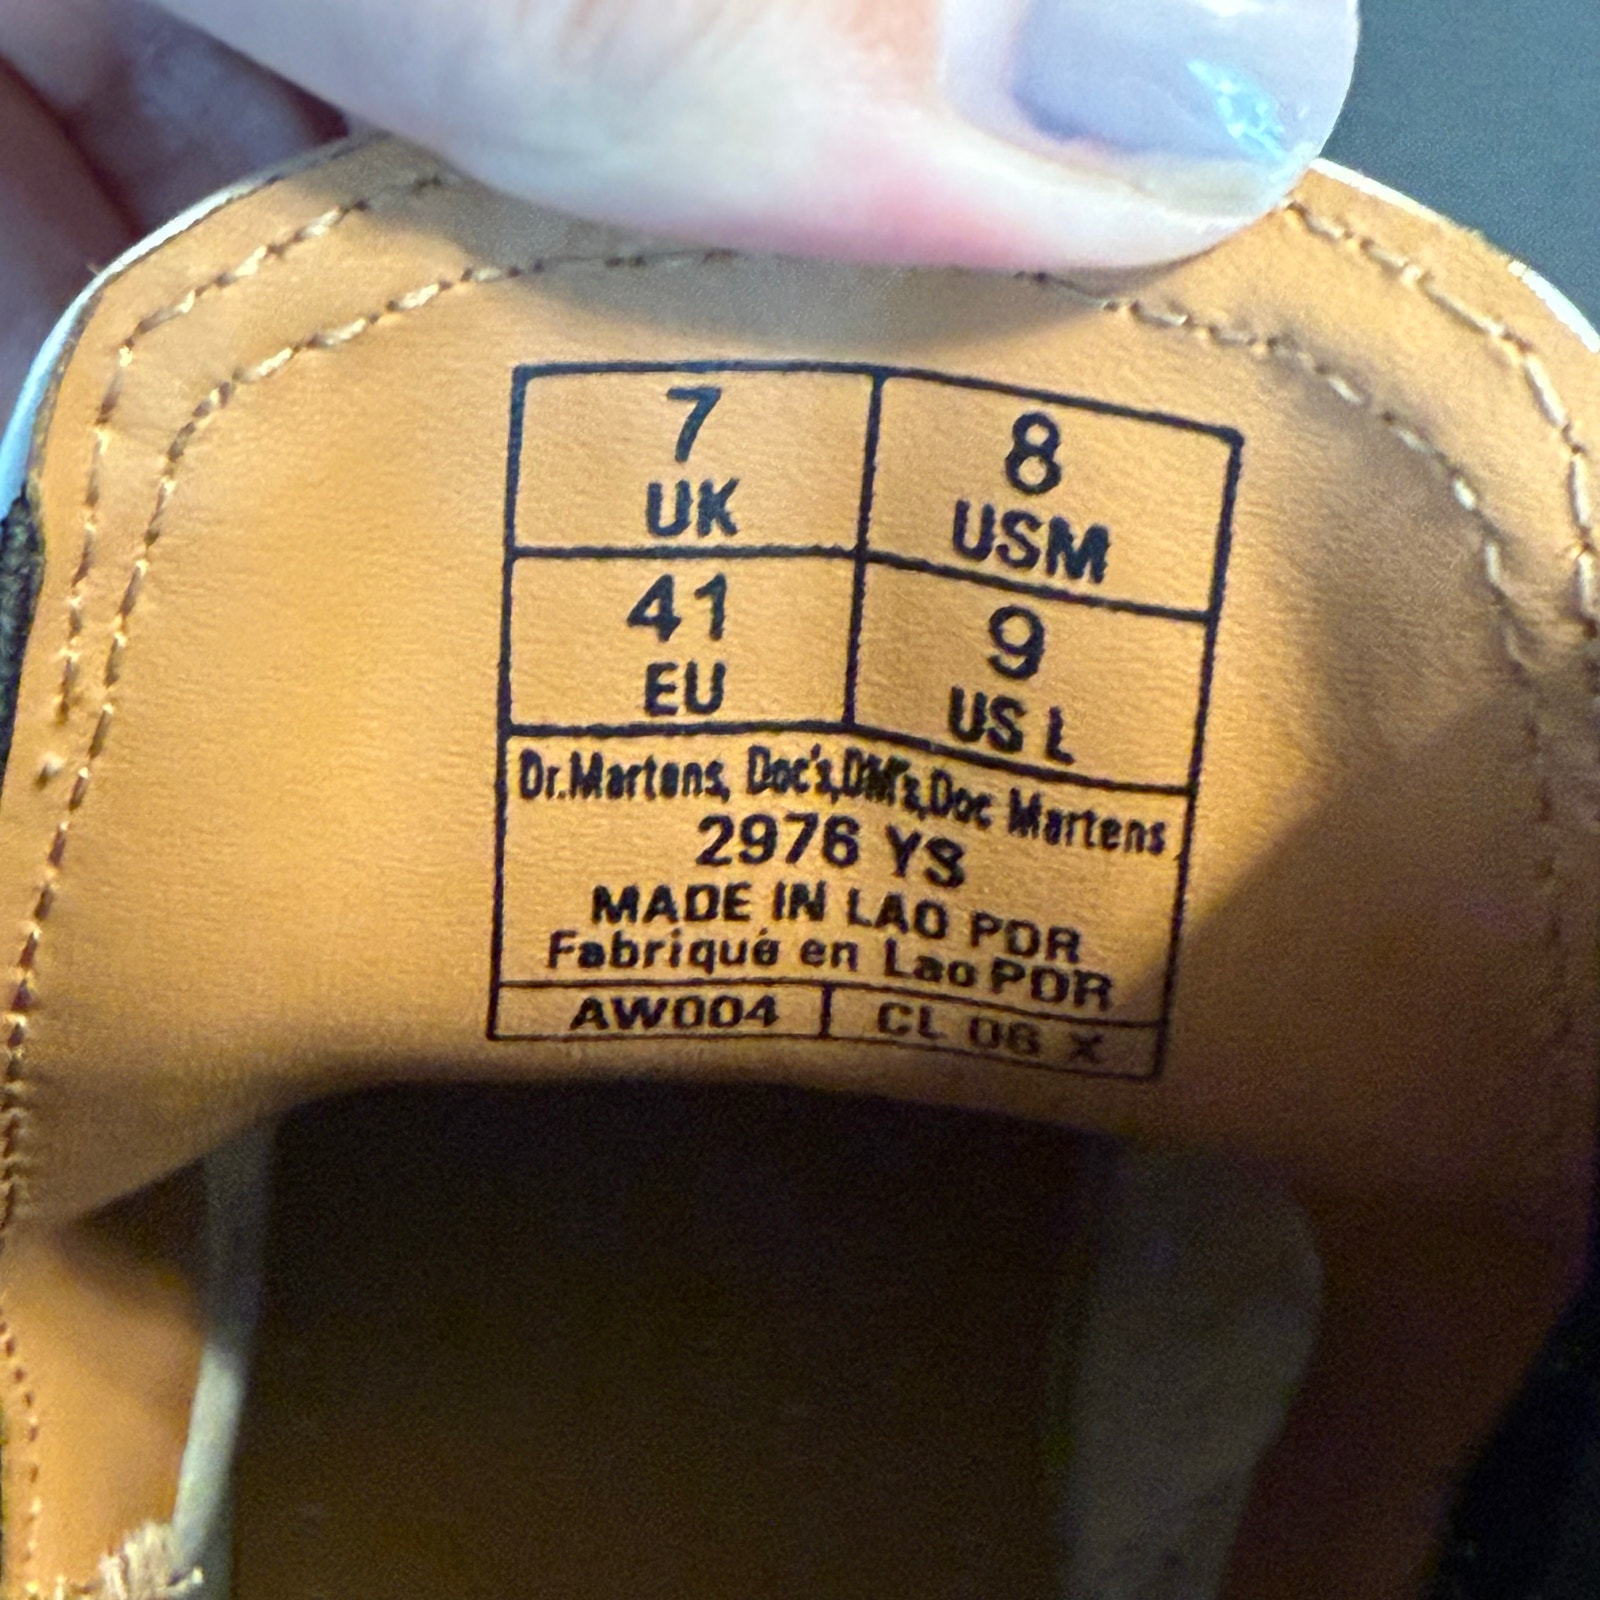 7 UK
8 USM
41 EU
9 US L
Dr.Martens, Doc's,DM's,Doc Martens
2976 YS
MADE IN LAO PDR
Fabriqué en Lao PDR
AW004 CL 06 X